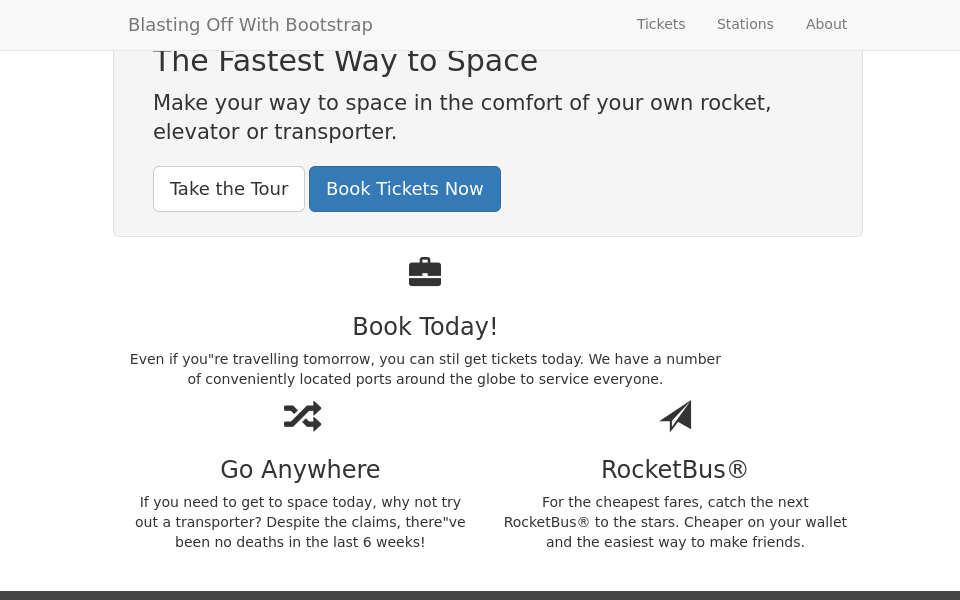 Blasting Off With Bootstrap
Tickets
Stations
About
The Fastest Way to Space
Make your way to space in the comfort of your own rocket,
elevator or transporter.
Take the Tour
Book Tickets Now
Book Today!
Even if you"re travelling tomorrow, you can stil get tickets today. We have a number
of conveniently located ports around the globe to service everyone.
Go Anywhere
If you need to get to space today, why not try
out a transporter? Despite the claims, there"ve
been no deaths in the last 6 weeks!
RocketBus®
For the cheapest fares, catch the next
RocketBus® to the stars. Cheaper on your wallet
and the easiest way to make friends.